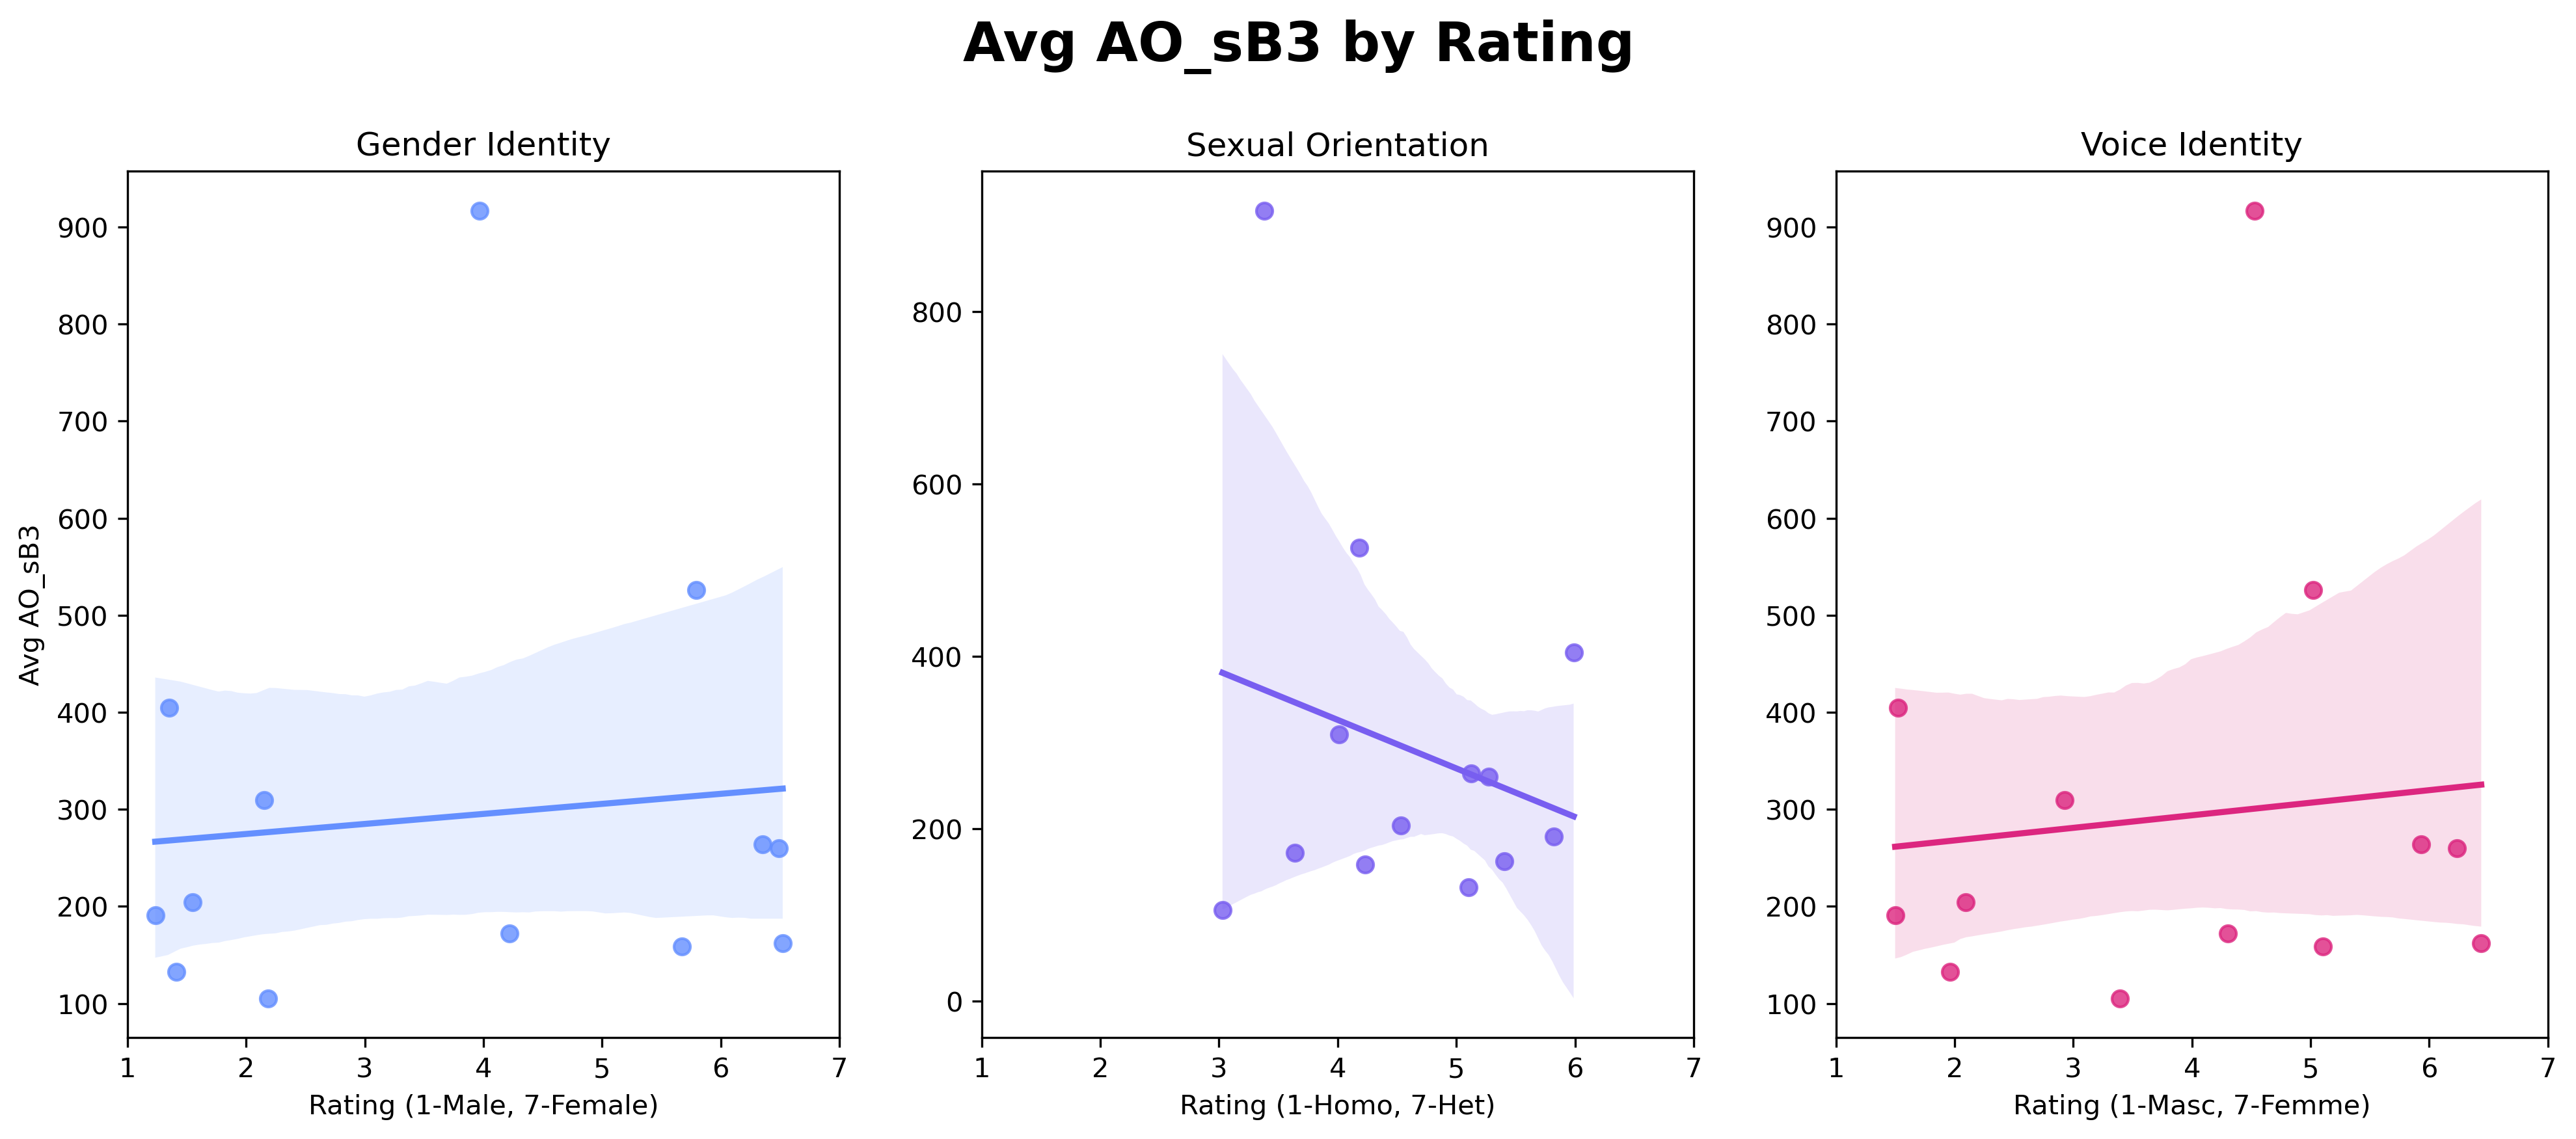 Avg AO_sB3 by Rating
Gender Identity
Sexual Orientation
Voice Identity
Avg AO_sB3
900
800
700
600
500
400
300
200
100
1 2 3 4 5 6 7
Rating (1-Male, 7-Female)
800
600
400
200
0
1 2 3 4 5 6 7
Rating (1-Homo, 7-Het)
900
800
700
600
500
400
300
200
100
1 2 3 4 5 6 7
Rating (1-Masc, 7-Femme)